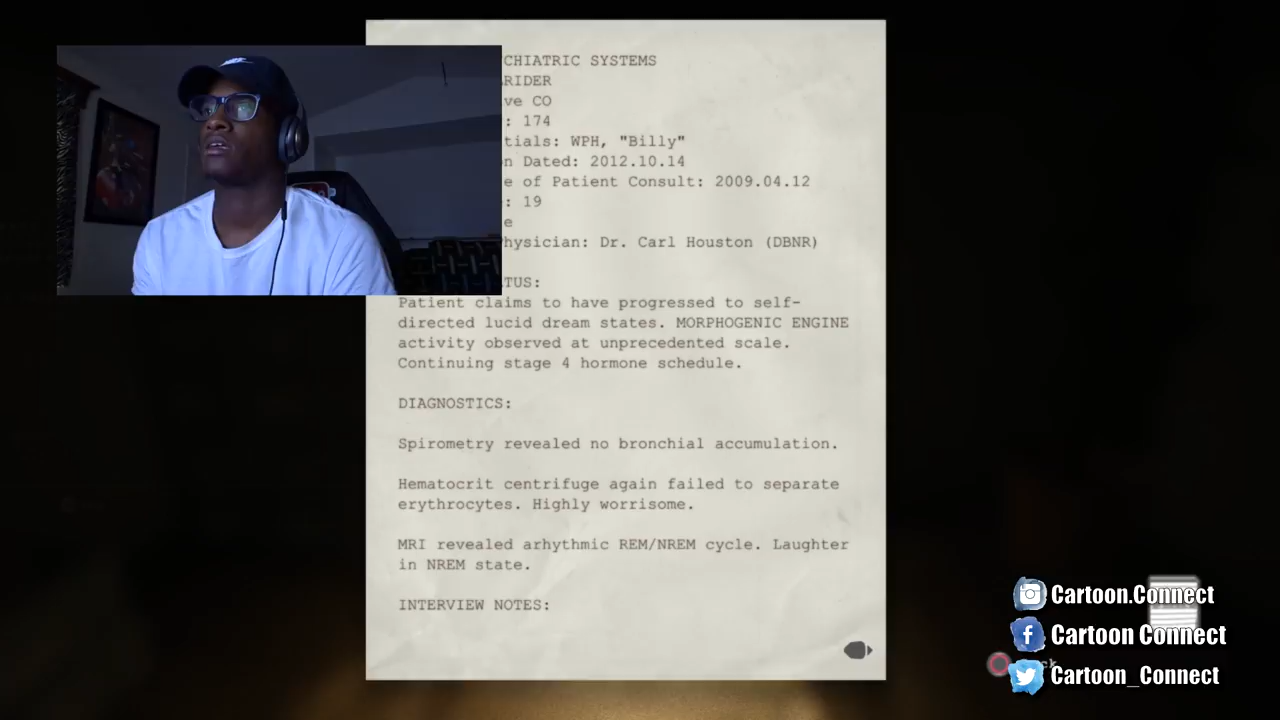 CHIATRIC SYSTEMS
RIDER
ve CO
: 174
tials: WPH, "Billy"
n Dated: 2012.10.14
e of Patient Consult: 2009.04.12
: 19
e
hysician: Dr. Carl Houston (DBNR)
TUS:
Patient claims to have progressed to self-
directed lucid dream states. MORPHOGENIC ENGINE
activity observed at unprecedented scale.
Continuing stage 4 hormone schedule.
DIAGNOSTICS:
Spirometry revealed no bronchial accumulation.
Hematocrit centrifuge again failed to separate
erythrocytes. Highly worrisome.
MRI revealed arhythmic REM/NREM cycle. Laughter
in NREM state.
INTERVIEW NOTES:
Cartoon.Connect
Cartoon Connect
Cartoon_Connect